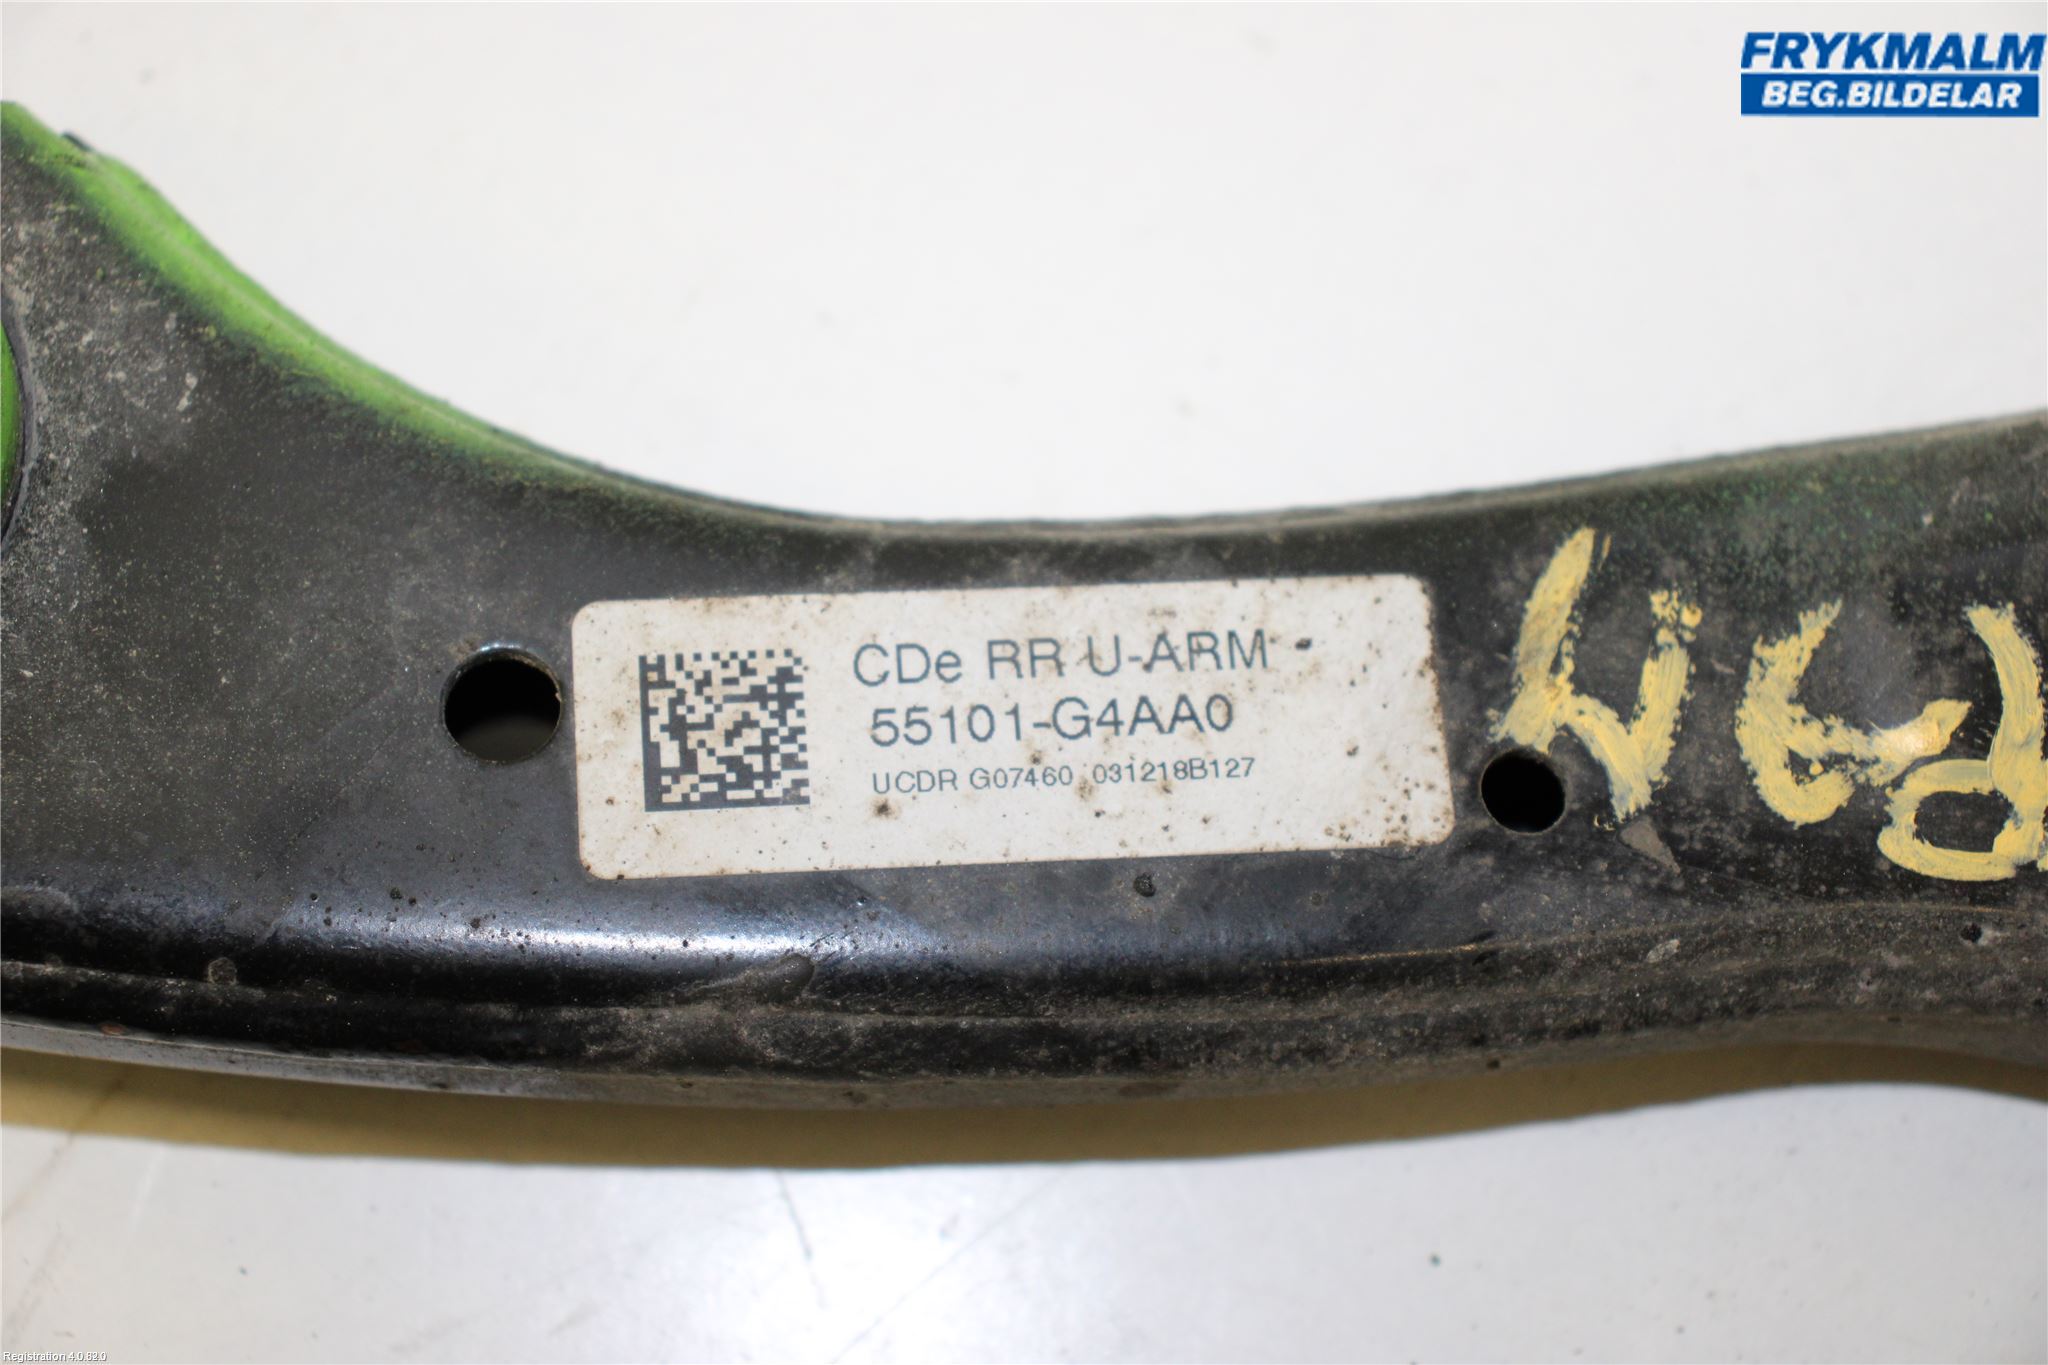 FRYKMALM
BEG.BILDELAR
CDe RR U-ARM
55101-G4AA0
UCDR G07460 031218B127
Registration 4.0.82.0